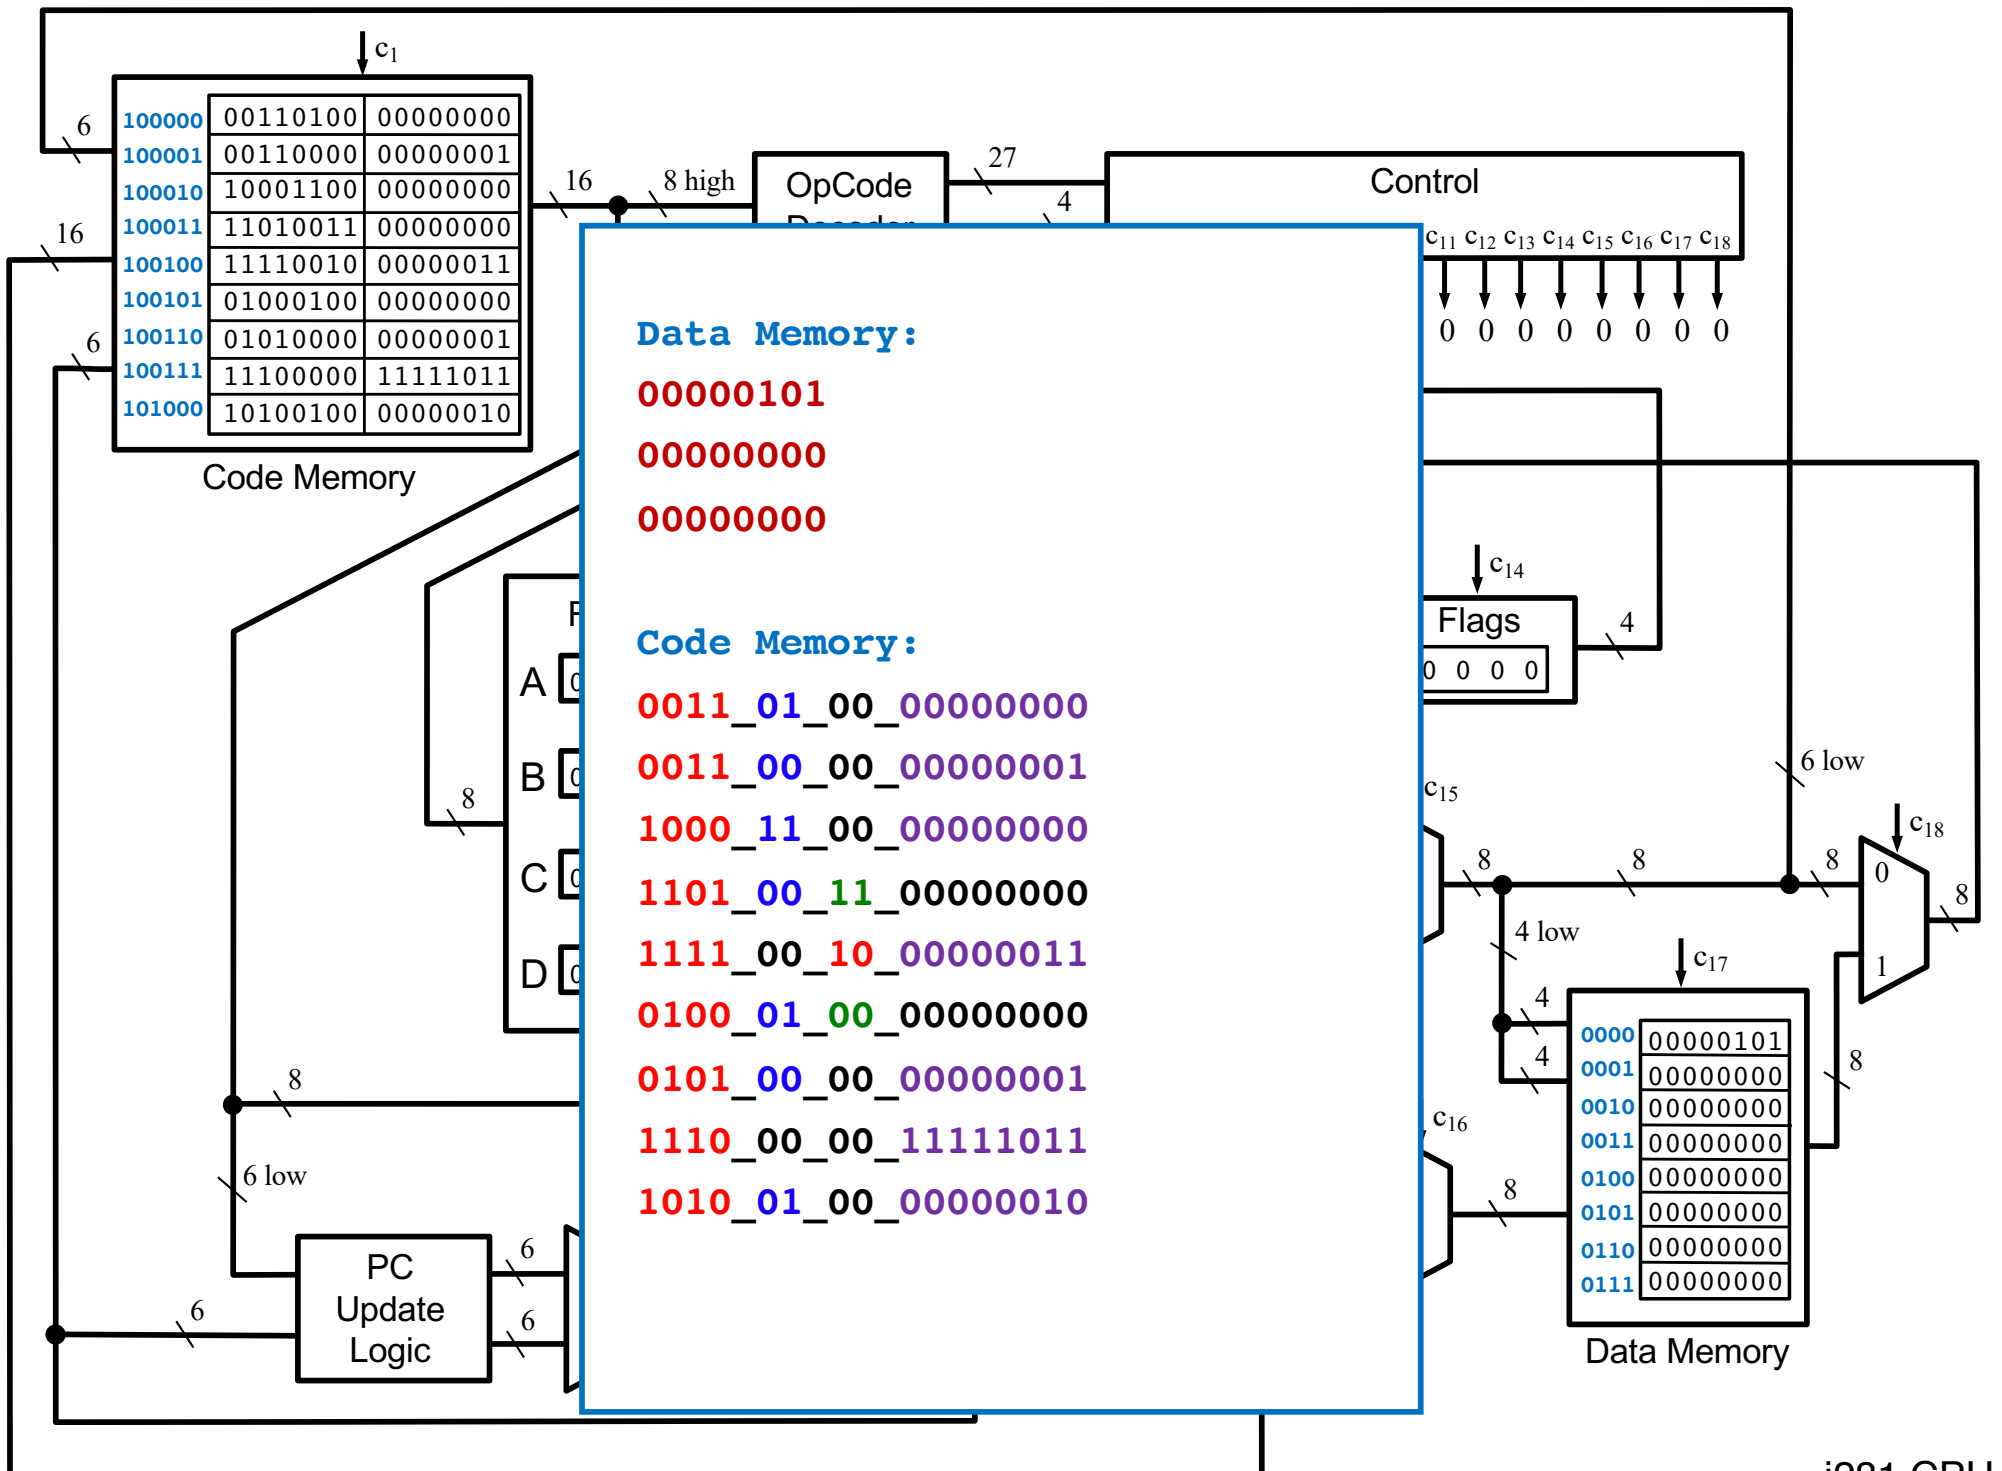 c1
100000 00110100 00000000
100001 00110000 00000001
100010 10001100 00000000
100011 11010011 00000000
100100 11110010 00000011
100101 01000100 00000000
100110 01010000 00000001
100111 11100000 11111011
101000 10100100 00000010
Code Memory
6
16
6
16
8 high
OpCode
27
4
Control
c11 c12 c13 c14 c15 c16 c17 c18
0 0 0 0 0 0 0 0
Data Memory:
00000101
00000000
00000000
Code Memory:
0011_01_00_00000000
0011_00_00_00000001
1000_11_00_00000000
1101_00_11_00000000
1111_00_10_00000011
0100_01_00_00000000
0101_00_00_00000001
1110_00_00_11111011
1010_01_00_00000010
A
B
C
D
8
8
6 low
PC
Update
Logic
6
6
6
c14
Flags
0 0 0 0
4
6 low
c15
8
8
8
c18
0
1
8
4 low
c17
4
4
8
c16
8
0000 00000101
0001 00000000
0010 00000000
0011 00000000
0100 00000000
0101 00000000
0110 00000000
0111 00000000
Data Memory